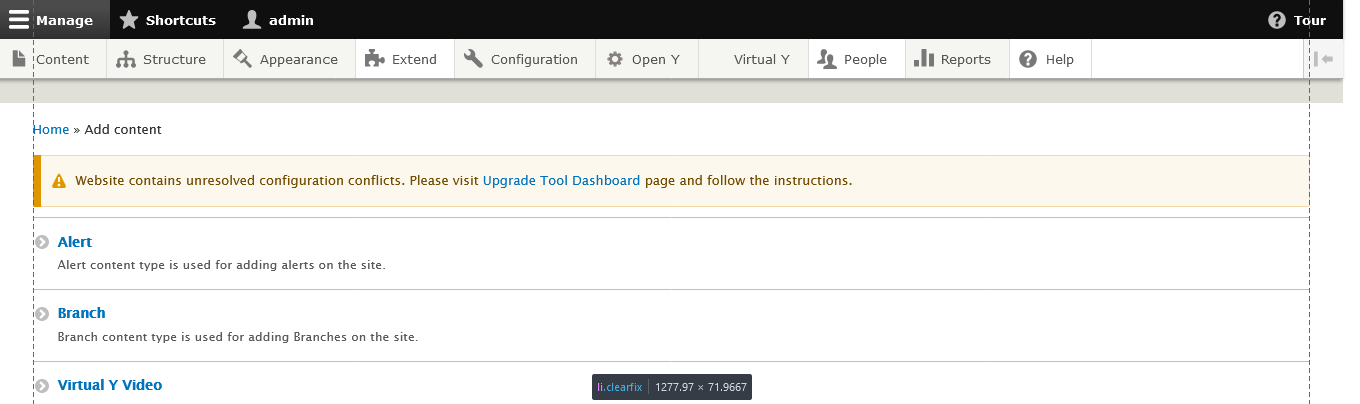 Manage Shortcuts admin Tour
Content Structure Appearance Extend Configuration Open Y Virtual Y People Reports Help
Home » Add content
Website contains unresolved configuration conflicts. Please visit Upgrade Tool Dashboard page and follow the instructions.
Alert
Alert content type is used for adding alerts on the site.
Branch
Branch content type is used for adding Branches on the site.
Virtual Y Video
li.clearfix 1277.97 × 71.9667